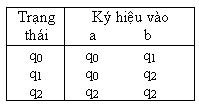 Trạng Ký hiệu vào
thái a b
q0 q0 q1
q1 q0 q2
q2 q2 q2